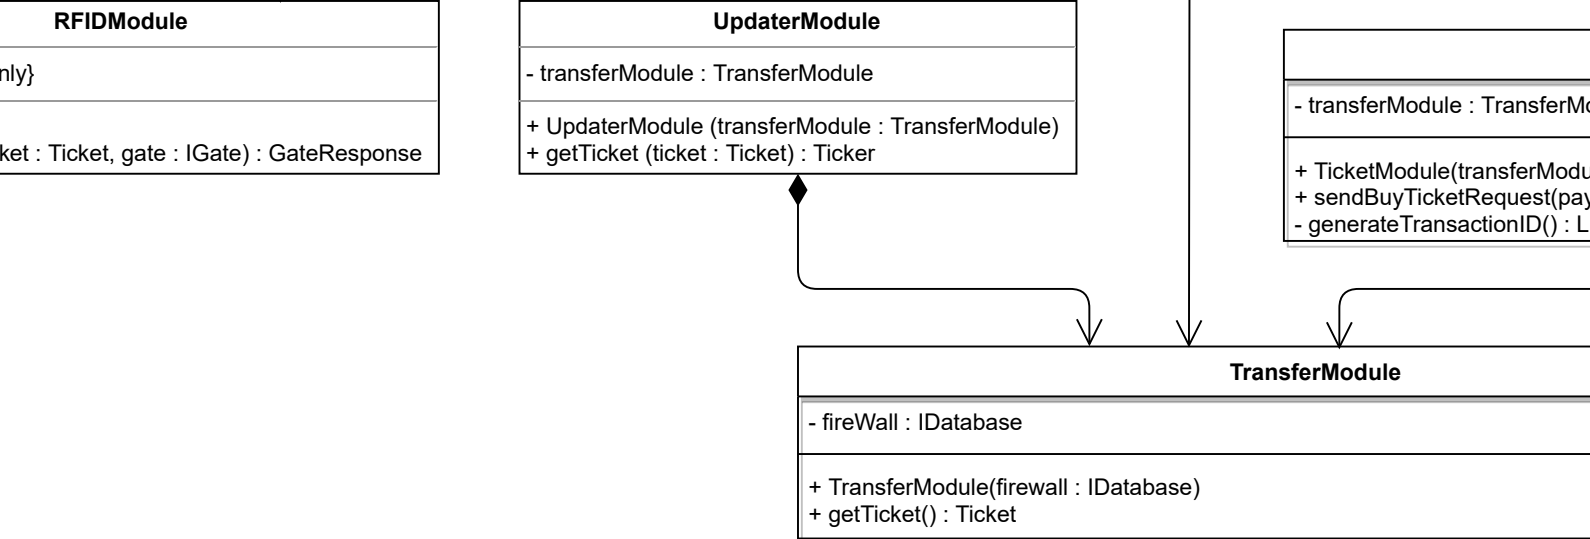 RFIDModule
nly}
ket : Ticket, gate : IGate) : GateResponse
UpdaterModule
- transferModule : TransferModule
+ UpdaterModule (transferModule : TransferModule)
+ getTicket (ticket : Ticket) : Ticker
- transferModule : TransferMo
+ TicketModule(transferModu
+ sendBuyTicketRequest(pay
- generateTransactionID() : L
TransferModule
- fireWall : IDatabase
+ TransferModule(firewall : IDatabase)
+ getTicket() : Ticket